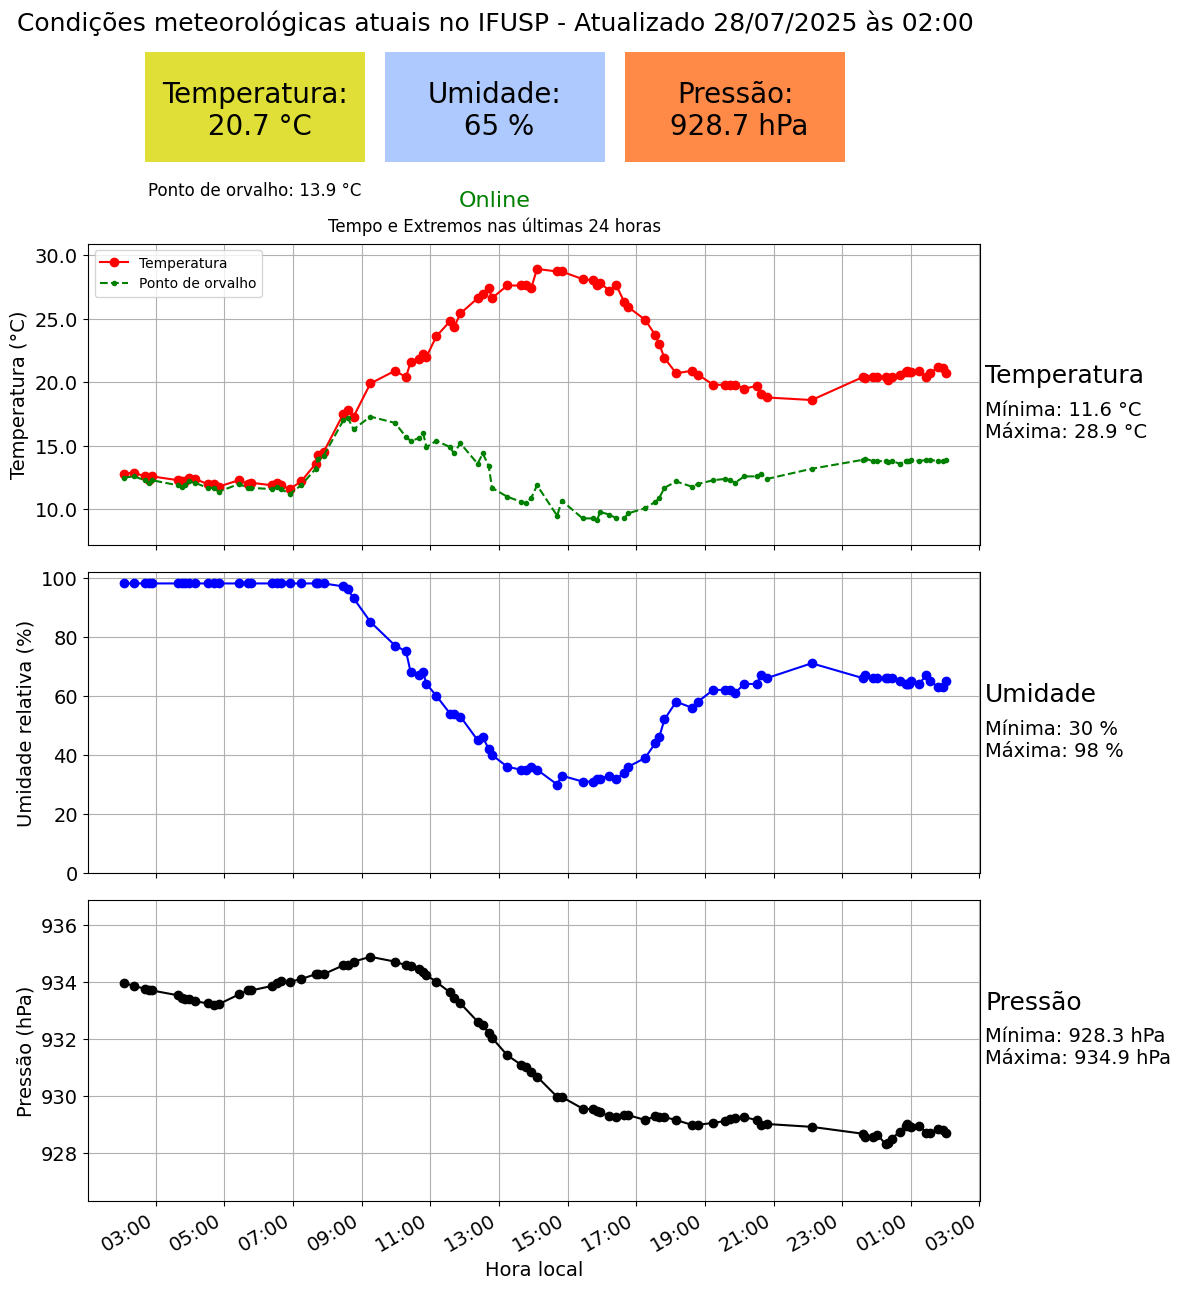 Condições meteorológicas atuais no IFUSP - Atualizado 28/07/2025 às 02:00
Temperatura:
20.7 °C
Umidade:
65 %
Pressão:
928.7 hPa
Ponto de orvalho: 13.9 °C
Online
Tempo e Extremos nas últimas 24 horas
Temperatura
Ponto de orvalho
30.0
25.0
20.0
15.0
10.0
Temperatura (°C)
Temperatura
Mínima: 11.6 °C
Máxima: 28.9 °C
100
80
60
40
20
0
Umidade relativa (%)
Umidade
Mínima: 30 %
Máxima: 98 %
936
934
932
930
928
Pressão (hPa)
Pressão
Mínima: 928.3 hPa
Máxima: 934.9 hPa
03:00
05:00
07:00
09:00
11:00
13:00
15:00
17:00
19:00
21:00
23:00
01:00
03:00
Hora local